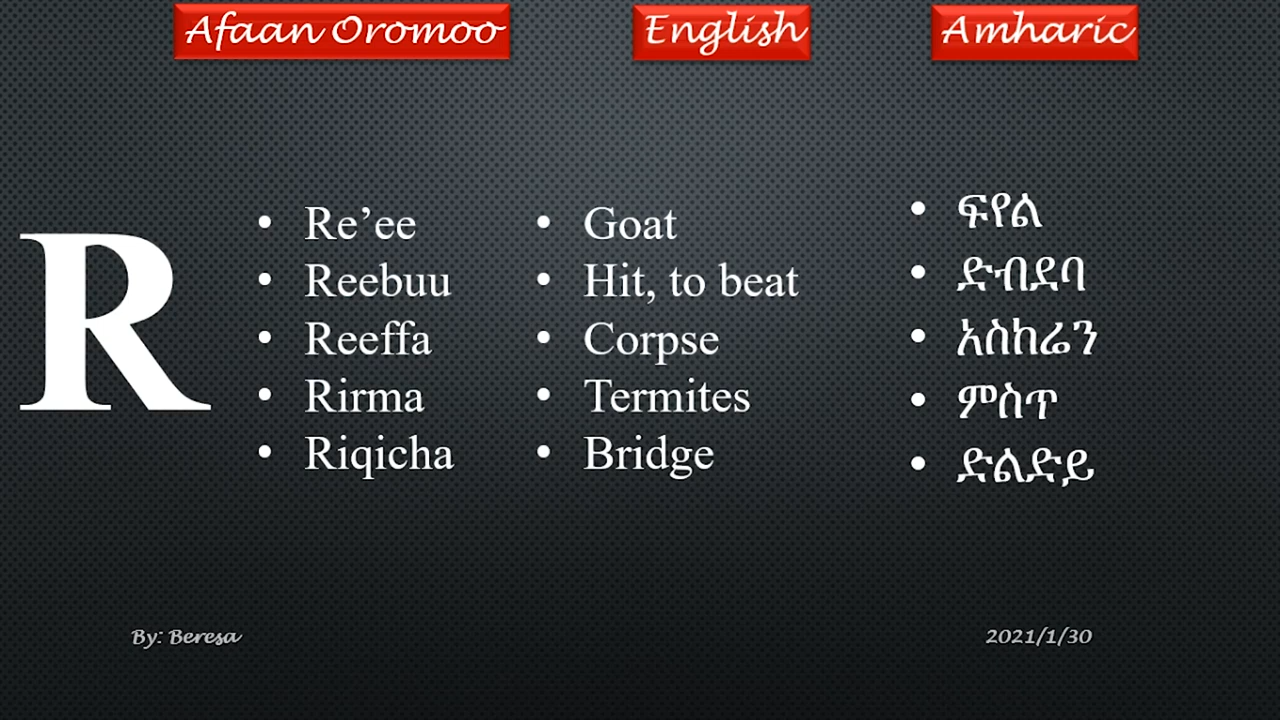 Afaan Oromoo English Amharic
R
• Re’ee • Goat • ፍየል
• Reebuu • Hit, to beat • ድብደባ
• Reeffa • Corpse • አስከሬን
• Rirma • Termites • ምስጥ
• Riqicha • Bridge • ድልድይ
By: Beresa 2021/1/30